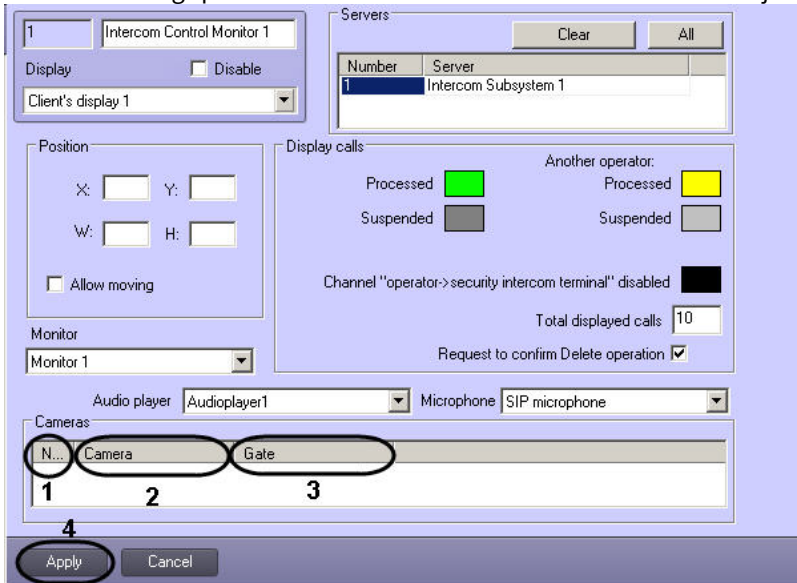 Servers
1 Intercom Control Monitor 1
Clear All
Display Disable
Number Server
1 Intercom Subsystem 1
Client's display 1
Position
Display calls
Another operator:
X: Y:
Processed Processed
W: H:
Suspended Suspended
Allow moving
Channel "operator->security intercom terminal" disabled
Total displayed calls 10
Monitor
Request to confirm Delete operation
Monitor 1
Audio player Audioplayer1 Microphone SIP microphone
Cameras
N... Camera Gate
1 2 3
4
Apply Cancel